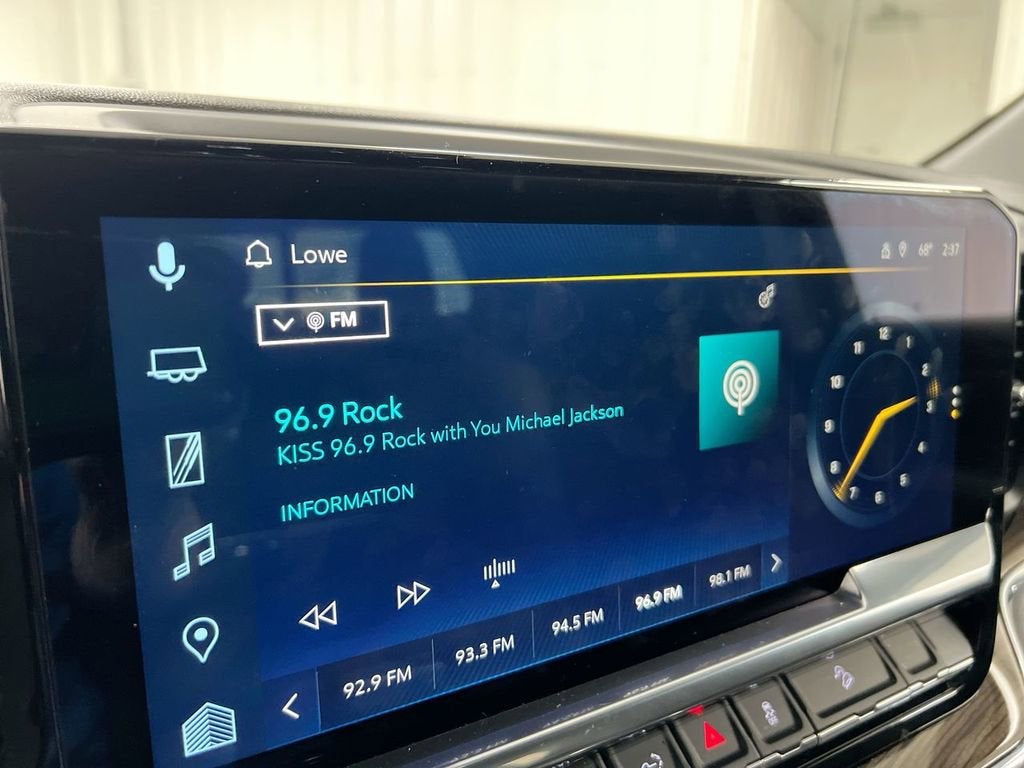 Lowe
68° 2:37
FM
96.9 Rock
KISS 96.9 Rock with You Michael Jackson
INFORMATION
92.9 FM 93.3 FM 94.5 FM 96.9 FM 98.1 FM
12
1
2
3
4
5
6
7
8
9
10
11